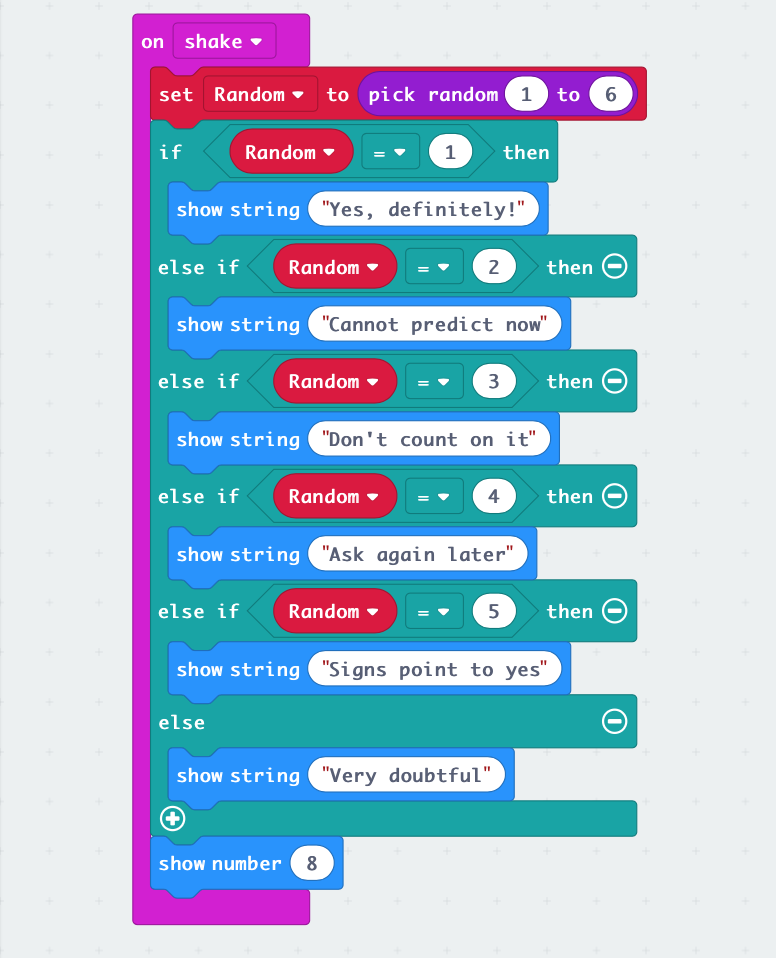 on shake
set Random to pick random 1 to 6
if Random = 1 then
show string "Yes, definitely!"
else if Random = 2 then
show string "Cannot predict now"
else if Random = 3 then
show string "Don't count on it"
else if Random = 4 then
show string "Ask again later"
else if Random = 5 then
show string "Signs point to yes"
else
show string "Very doubtful"
show number 8